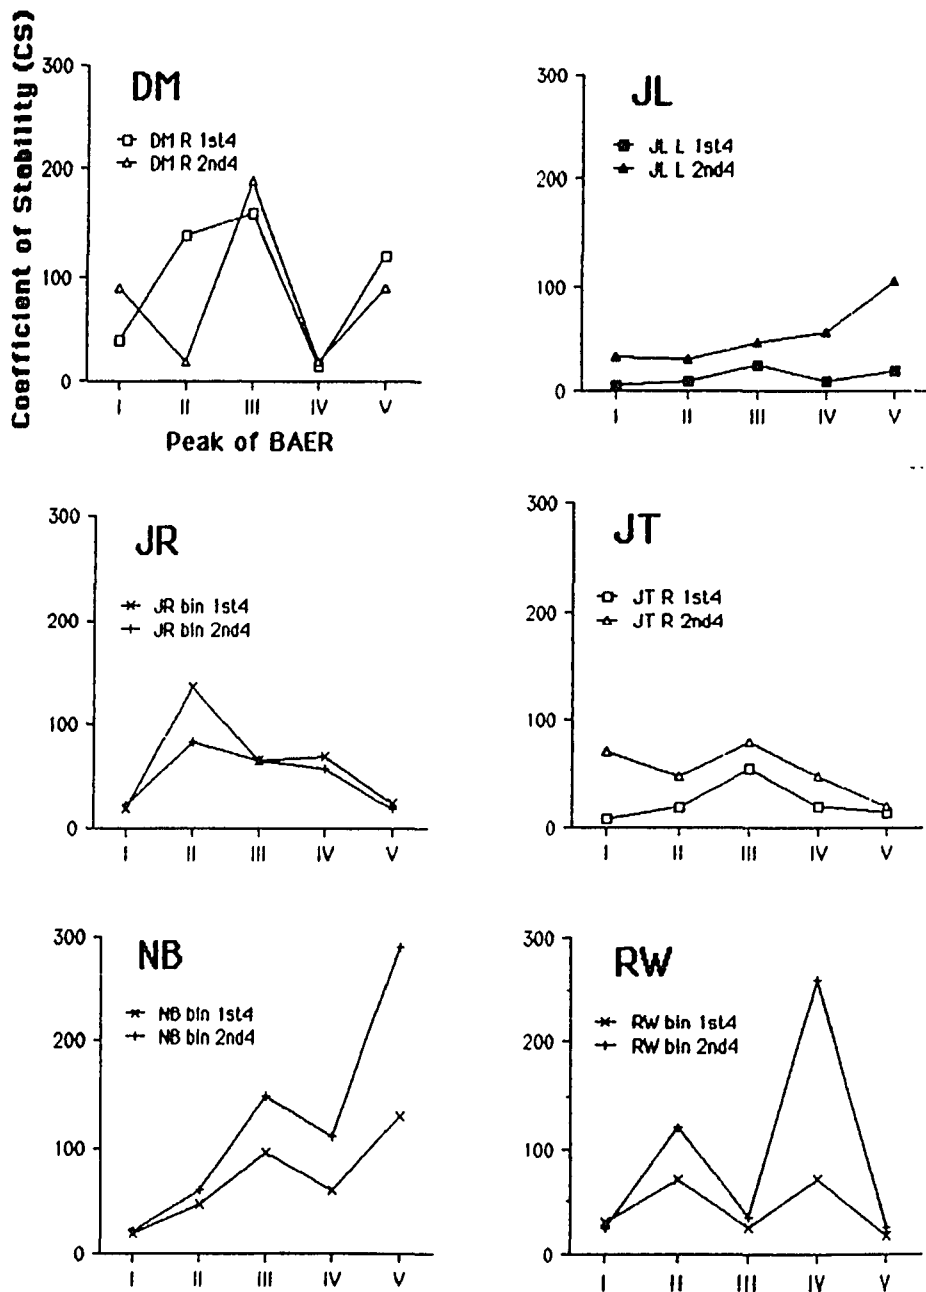 Coefficient of Stability (CS)
DM
DM R 1st4
DM R 2nd4
300
200
100
0
I II III IV V
Peak of BAER
JL
JL L 1st4
JL L 2nd4
300
200
100
0
I II III IV V
JR
JR bin 1st4
JR bin 2nd4
300
200
100
0
I II III IV V
JT
JT R 1st4
JT R 2nd4
300
200
100
0
I II III IV V
NB
NB bin 1st4
NB bin 2nd4
300
200
100
0
I II III IV V
RW
RW bin 1st4
RW bin 2nd4
300
200
100
0
I II III IV V